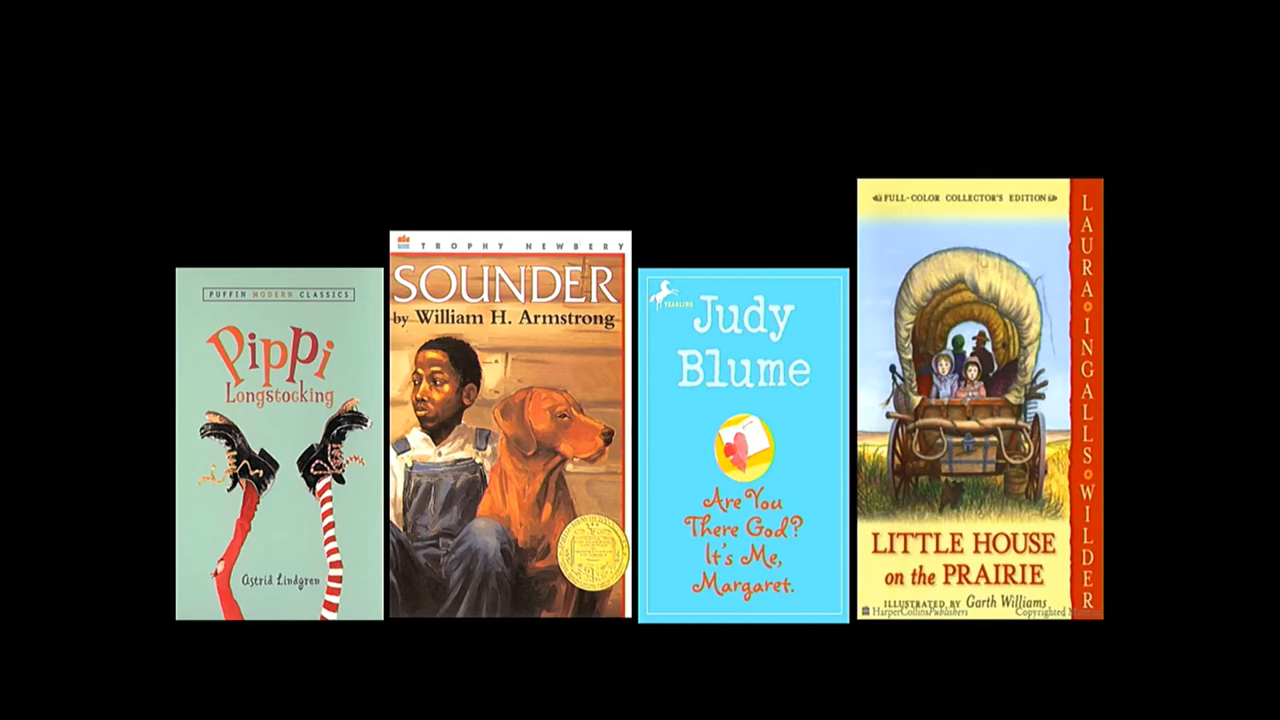 PUFFIN MODERN CLASSICS
Pippi
Longstocking
Astrid Lindgren
TROPHY NEWBERY
SOUNDER
by William H. Armstrong
YEARLING
Judy
Blume
Are You
There God?
It's Me,
Margaret.
FULL-COLOR COLLECTOR'S EDITION
LITTLE HOUSE
on the PRAIRIE
ILLUSTRATED BY Garth Williams
HarperCollinsPublishers
Copyrighted
LAURA INGALLS WILDER